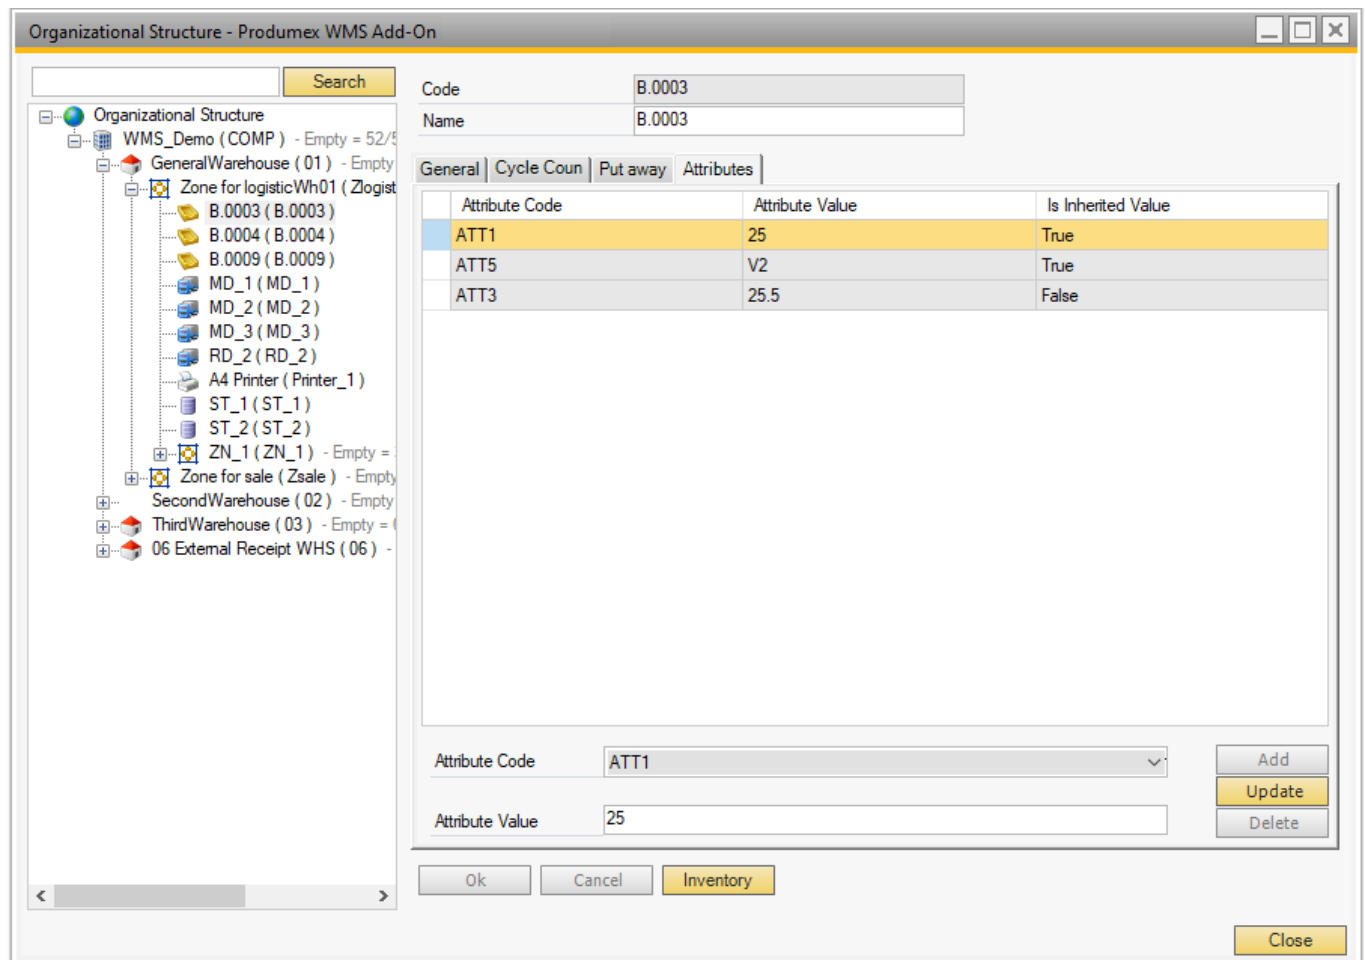 Organizational Structure - Produmex WMS Add-On
Search
Organizational Structure
WMS_Demo ( COMP ) - Empty = 52/5
GeneralWarehouse ( 01 ) - Empty
Zone for logisticWh01 ( Zlogist
B.0003 ( B.0003 )
B.0004 ( B.0004 )
B.0009 ( B.0009 )
MD_1 ( MD_1 )
MD_2 ( MD_2 )
MD_3 ( MD_3 )
RD_2 ( RD_2 )
A4 Printer ( Printer_1 )
ST_1 ( ST_1 )
ST_2 ( ST_2 )
ZN_1 ( ZN_1 ) - Empty =
Zone for sale ( Zsale ) - Empty
SecondWarehouse ( 02 ) - Empty
ThirdWarehouse ( 03 ) - Empty =
06 External Receipt WHS ( 06 ) -
Code B.0003
Name B.0003
General Cycle Coun Put away Attributes
Attribute Code Attribute Value Is Inherited Value
ATT1 25 True
ATT5 V2 True
ATT3 25.5 False
Attribute Code ATT1 Add
Update
Attribute Value 25 Delete
Ok Cancel Inventory
Close